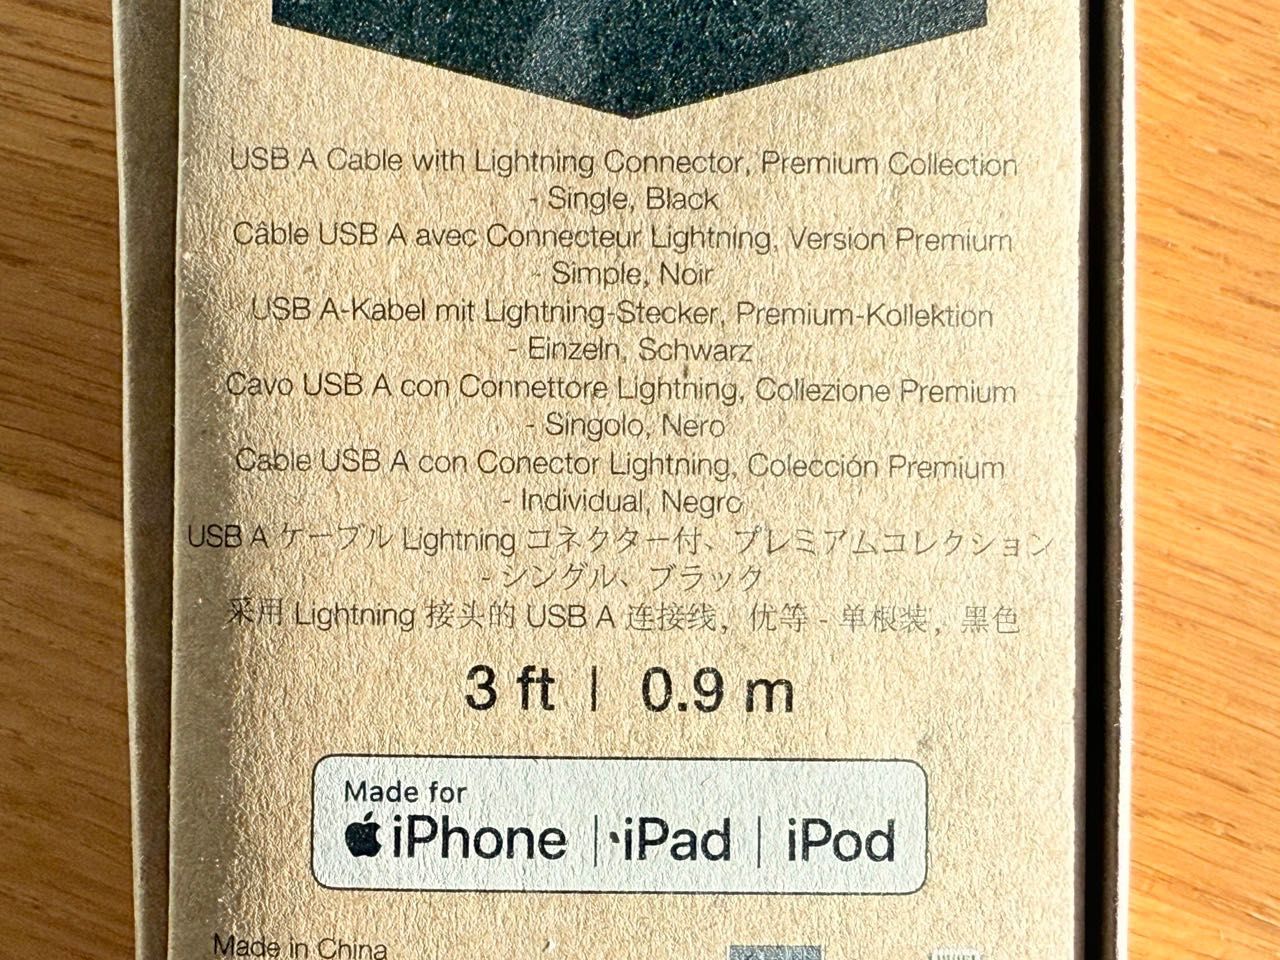 USB A Cable with Lightning Connector, Premium Collection
- Single, Black
Câble USB A avec Connecteur Lightning, Version Premium
- Simple, Noir
USB A-Kabel mit Lightning-Stecker, Premium-Kollektion
- Einzeln, Schwarz
Cavo USB A con Connettore Lightning, Collezione Premium
- Singolo, Nero
Cable USB A con Conector Lightning, Colección Premium
- Individual, Negro
USB A ケーブル Lightning コネクター付、プレミアムコレクション
- シングル、ブラック
采用 Lightning 接头的 USB A 连接线，优等 - 单根装，黑色
3 ft | 0.9 m
Made for
iPhone | iPad | iPod
Made in China